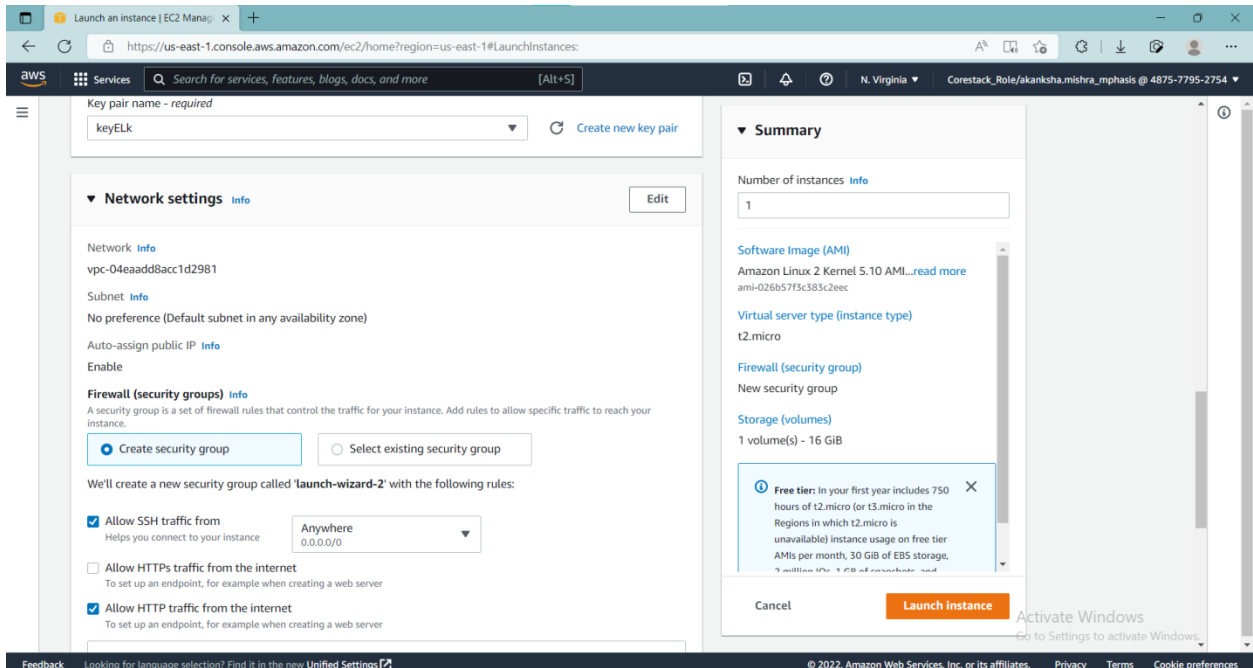 Launch an instance | EC2 Manag
https://us-east-1.console.aws.amazon.com/ec2/home?region=us-east-1#LaunchInstances:
aws
Services
Search for services, features, blogs, docs, and more
[Alt+S]
N. Virginia
Corestack_Role/akanksha.mishra_mphasis @ 4875-7795-2754
Key pair name - required
keyELk
Create new key pair
Network settings Info
Edit
Network Info
vpc-04eaadd8acc1d2981
Subnet Info
No preference (Default subnet in any availability zone)
Auto-assign public IP Info
Enable
Firewall (security groups) Info
A security group is a set of firewall rules that control the traffic for your instance. Add rules to allow specific traffic to reach your
instance.
Create security group
Select existing security group
We'll create a new security group called 'launch-wizard-2' with the following rules:
Allow SSH traffic from
Helps you connect to your instance
Anywhere
0.0.0.0/0
Allow HTTPs traffic from the internet
To set up an endpoint, for example when creating a web server
Allow HTTP traffic from the internet
To set up an endpoint, for example when creating a web server
Summary
Number of instances Info
1
Software Image (AMI)
Amazon Linux 2 Kernel 5.10 AMI...read more
ami-026b57f3c383c2eec
Virtual server type (instance type)
t2.micro
Firewall (security group)
New security group
Storage (volumes)
1 volume(s) - 16 GiB
Free tier: In your first year includes 750
hours of t2.micro (or t3.micro in the
Regions in which t2.micro is
unavailable) instance usage on free tier
AMIs per month, 30 GiB of EBS storage,
2 million IOs, 1 GB of snapshots, and
Cancel
Launch instance
Activate Windows
Go to Settings to activate Windows.
Feedback
Looking for language selection? Find it in the new Unified Settings
© 2022, Amazon Web Services, Inc. or its affiliates.
Privacy
Terms
Cookie preferences